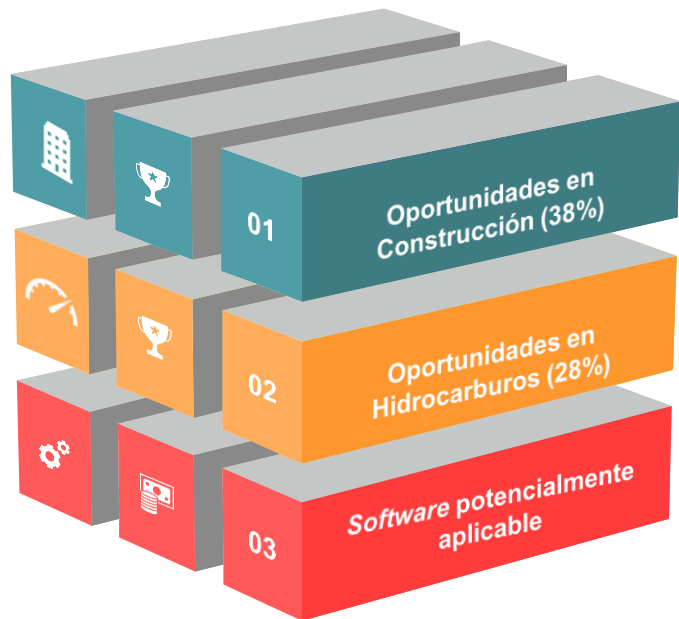 01
Oportunidades en
Construcción (38%)
02
Oportunidades en
Hidrocarburos (28%)
03
Software potencialmente
aplicable